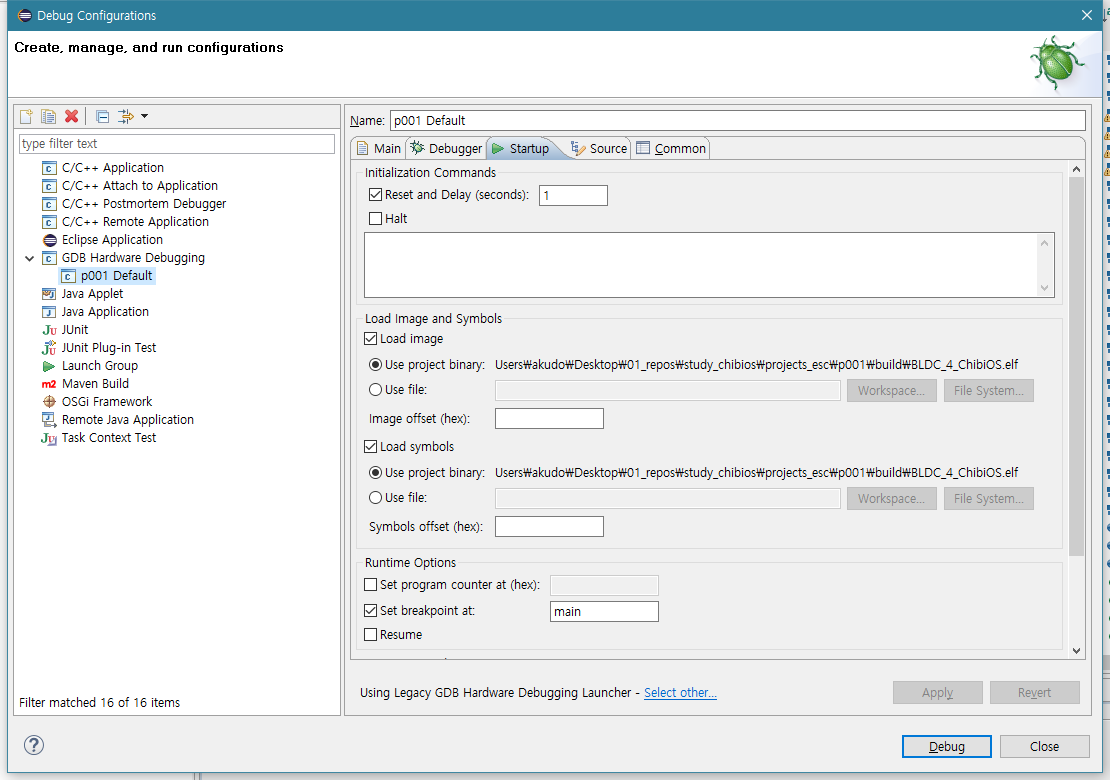 Debug Configurations
Create, manage, and run configurations
type filter text
C/C++ Application
C/C++ Attach to Application
C/C++ Postmortem Debugger
C/C++ Remote Application
Eclipse Application
GDB Hardware Debugging
p001 Default
Java Applet
Java Application
JUnit
JUnit Plug-in Test
Launch Group
Maven Build
OSGi Framework
Remote Java Application
Task Context Test
Filter matched 16 of 16 items
Name: p001 Default
Main Debugger Startup Source Common
Initialization Commands
Reset and Delay (seconds): 1
Halt
Load Image and Symbols
Load image
Use project binary: Users₩akudo₩Desktop₩01_repos₩study_chibios₩projects_esc₩p001₩build₩BLDC_4_ChibiOS.elf
Use file: Workspace... File System...
Image offset (hex):
Load symbols
Use project binary: Users₩akudo₩Desktop₩01_repos₩study_chibios₩projects_esc₩p001₩build₩BLDC_4_ChibiOS.elf
Use file: Workspace... File System...
Symbols offset (hex):
Runtime Options
Set program counter at (hex):
Set breakpoint at: main
Resume
Using Legacy GDB Hardware Debugging Launcher - Select other...
Apply Revert
Debug Close